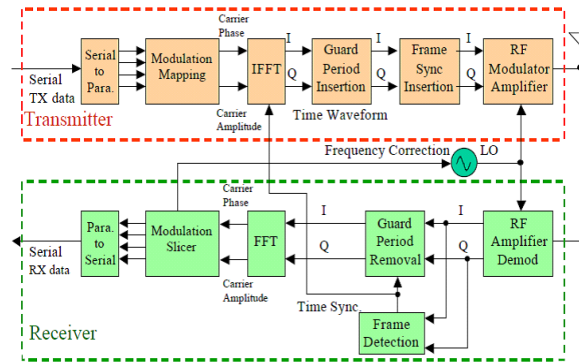 Serial
to
Para.
Modulation
Mapping
Carrier
Phase
Carrier
Amplitude
IFFT
I
Q
Guard
Period
Insertion
I
Q
Frame
Sync
Insertion
I
Q
RF
Modulator
Amplifier
Serial
TX data
Transmitter
Time Waveform
Frequency Correction
LO
Para.
to
Serial
Modulation
Slicer
Carrier
Phase
Carrier
Amplitude
FFT
I
Q
Guard
Period
Removal
I
Q
RF
Amplifier
Demod
Serial
RX data
Time Sync.
Frame
Detection
Receiver